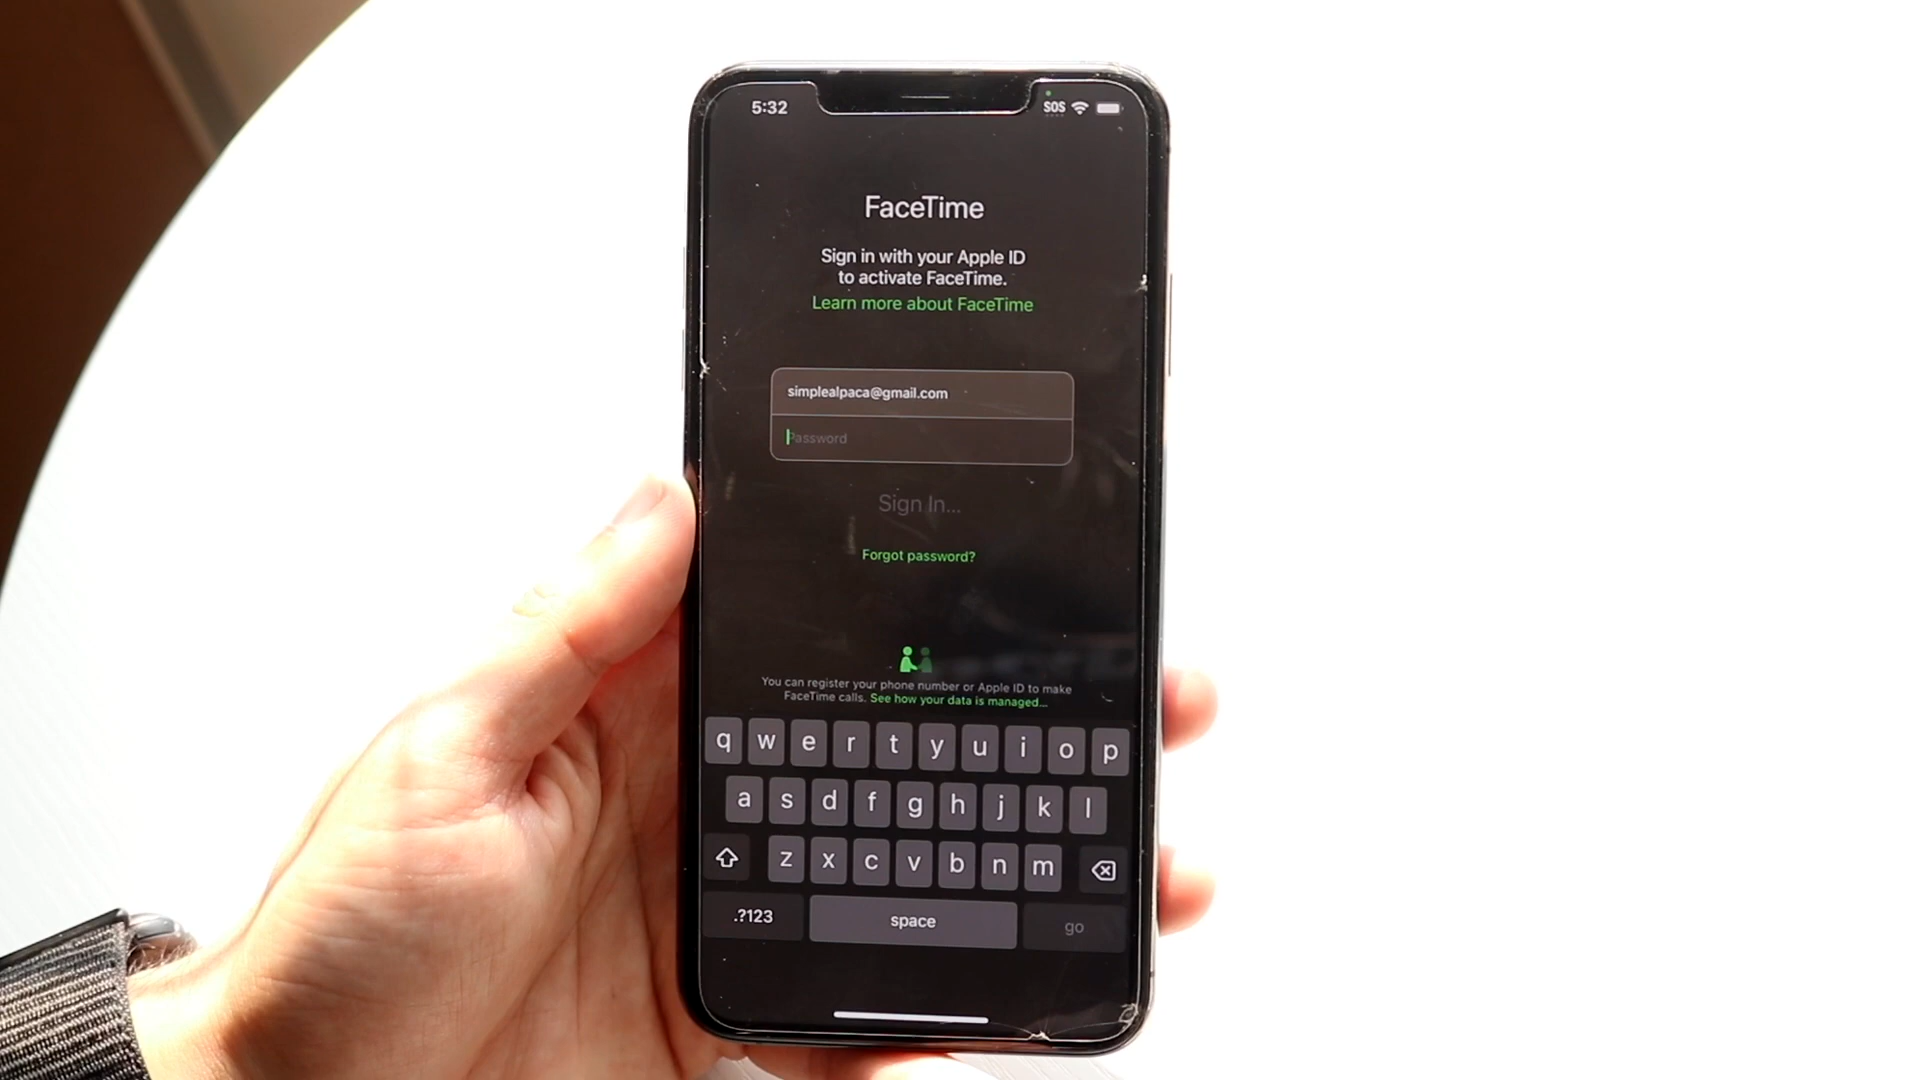 5:32
SOS
FaceTime
Sign in with your Apple ID
to activate FaceTime.
Learn more about FaceTime
simplealpaca@gmail.com
Password
Sign In...
Forgot password?
You can register your phone number or Apple ID to make
FaceTime calls. See how your data is managed...
q w e r t y u i o p
a s d f g h j k l
z x c v b n m
.?123 space go